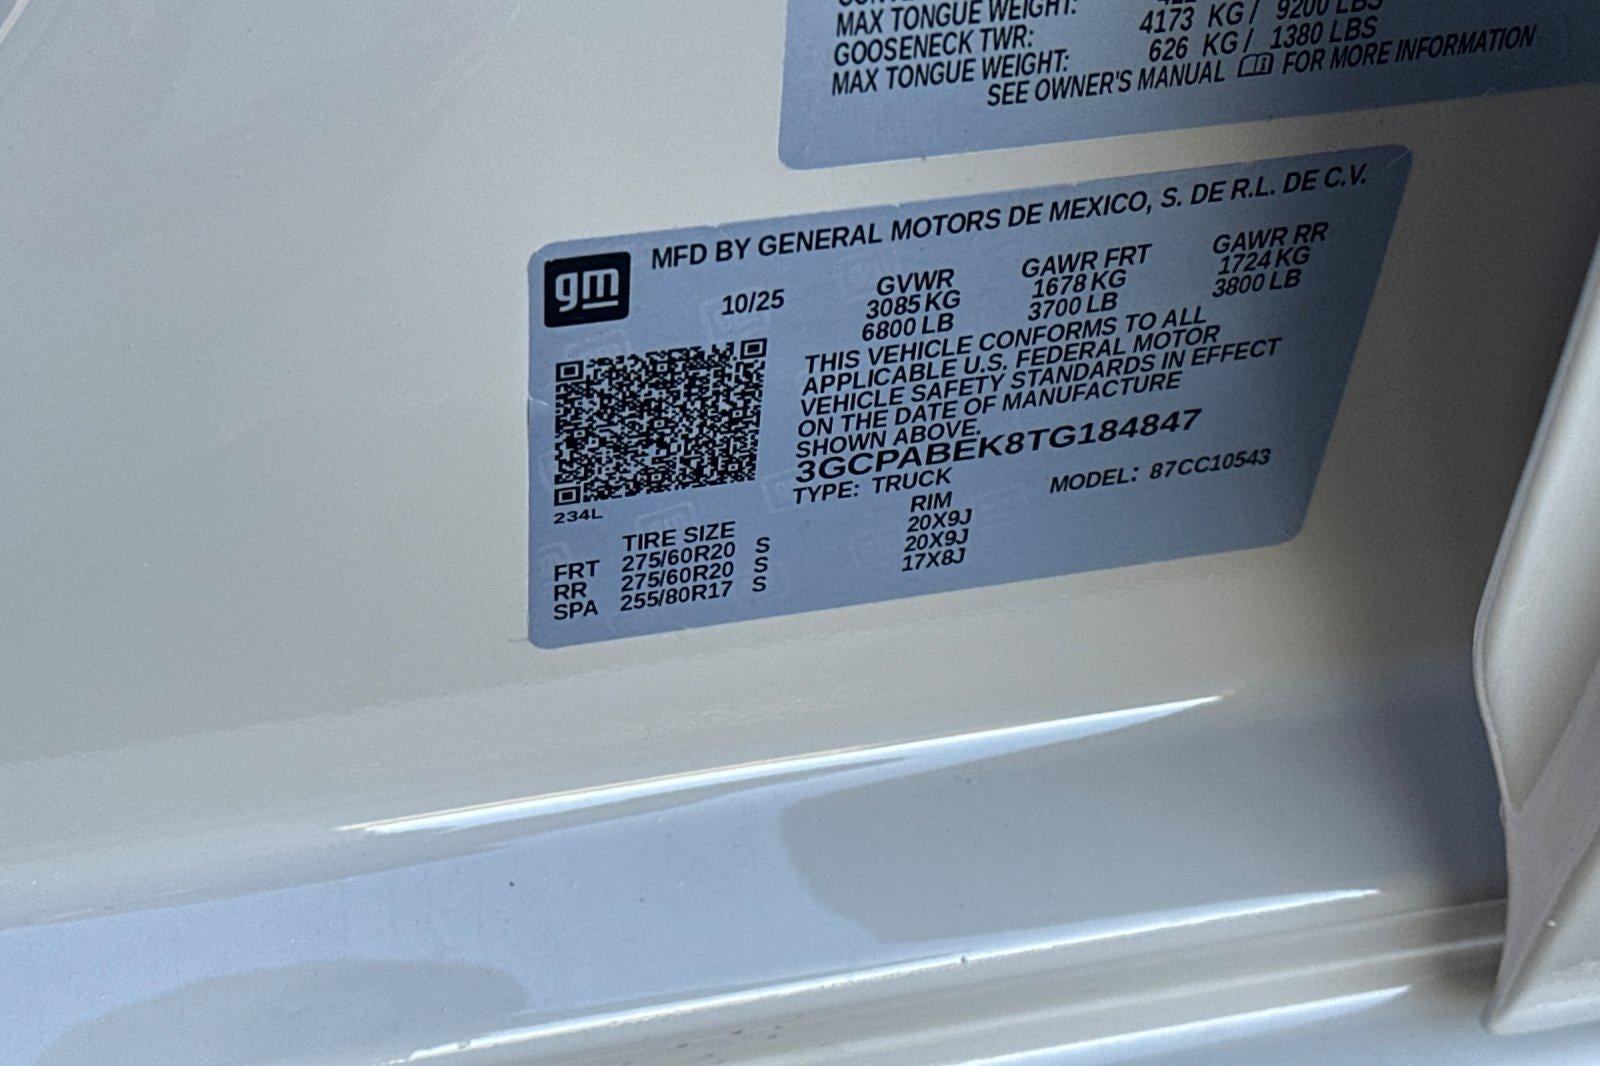 MAX TONGUE WEIGHT:
GOOSENECK TWR: 4173 KG/ 9200 LBS
MAX TONGUE WEIGHT: 626 KG/ 1380 LBS
SEE OWNER'S MANUAL FOR MORE INFORMATION
gm
MFD BY GENERAL MOTORS DE MEXICO, S. DE R.L. DE C.V.
10/25
GVWR GAWR FRT GAWR RR
3085 KG 1678 KG 1724 KG
6800 LB 3700 LB 3800 LB
THIS VEHICLE CONFORMS TO ALL
APPLICABLE U.S. FEDERAL MOTOR
VEHICLE SAFETY STANDARDS IN EFFECT
ON THE DATE OF MANUFACTURE
SHOWN ABOVE.
3GCPABEK8TG184847
TYPE: TRUCK MODEL: 87CC10543
234L
TIRE SIZE RIM
FRT 275/60R20 S 20X9J
RR 275/60R20 S 20X9J
SPA 255/80R17 S 17X8J